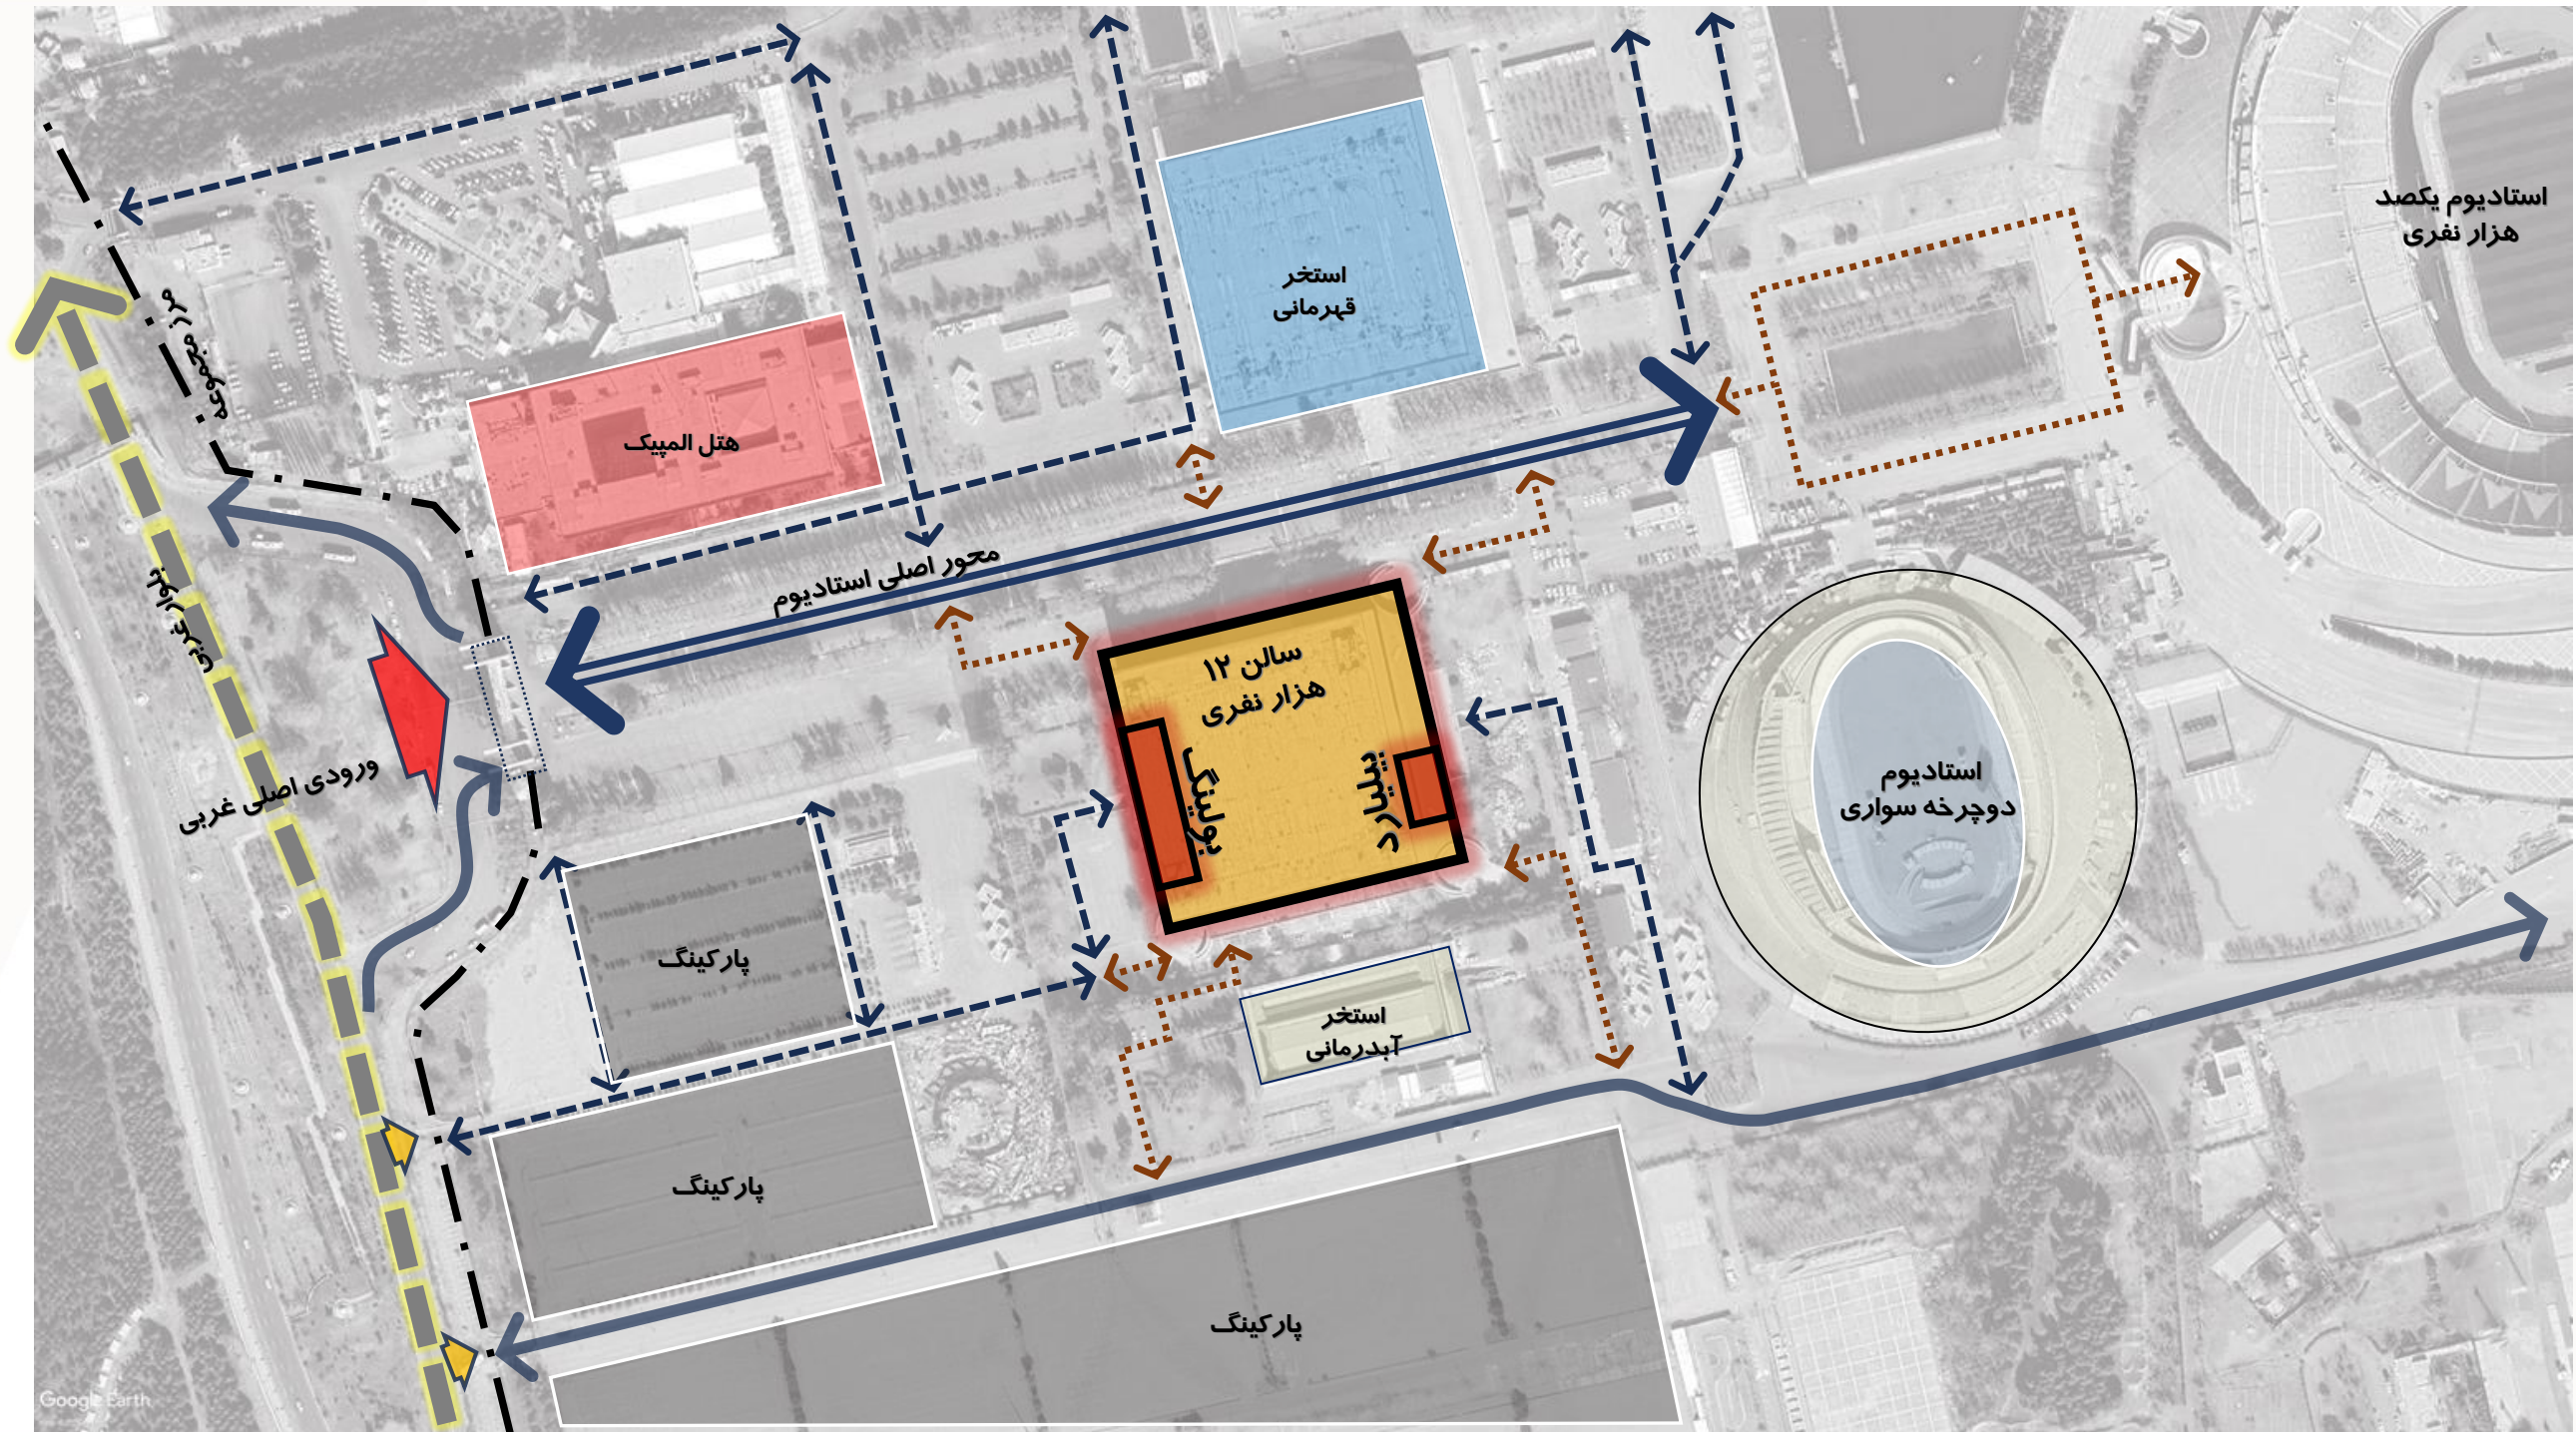 استادیوم یکصد
هزار نفری
استخر
قهرمانی
مرز مجموعه
هتل المپیک
محور اصلی استادیوم
بلوار غربی
سالن ۱۲
هزار نفری
بولینگ
بیلیارد
ورودی اصلی غربی
استادیوم
دوچرخه سواری
پارکینگ
استخر
آبدرمانی
پارکینگ
پارکینگ
Google Earth